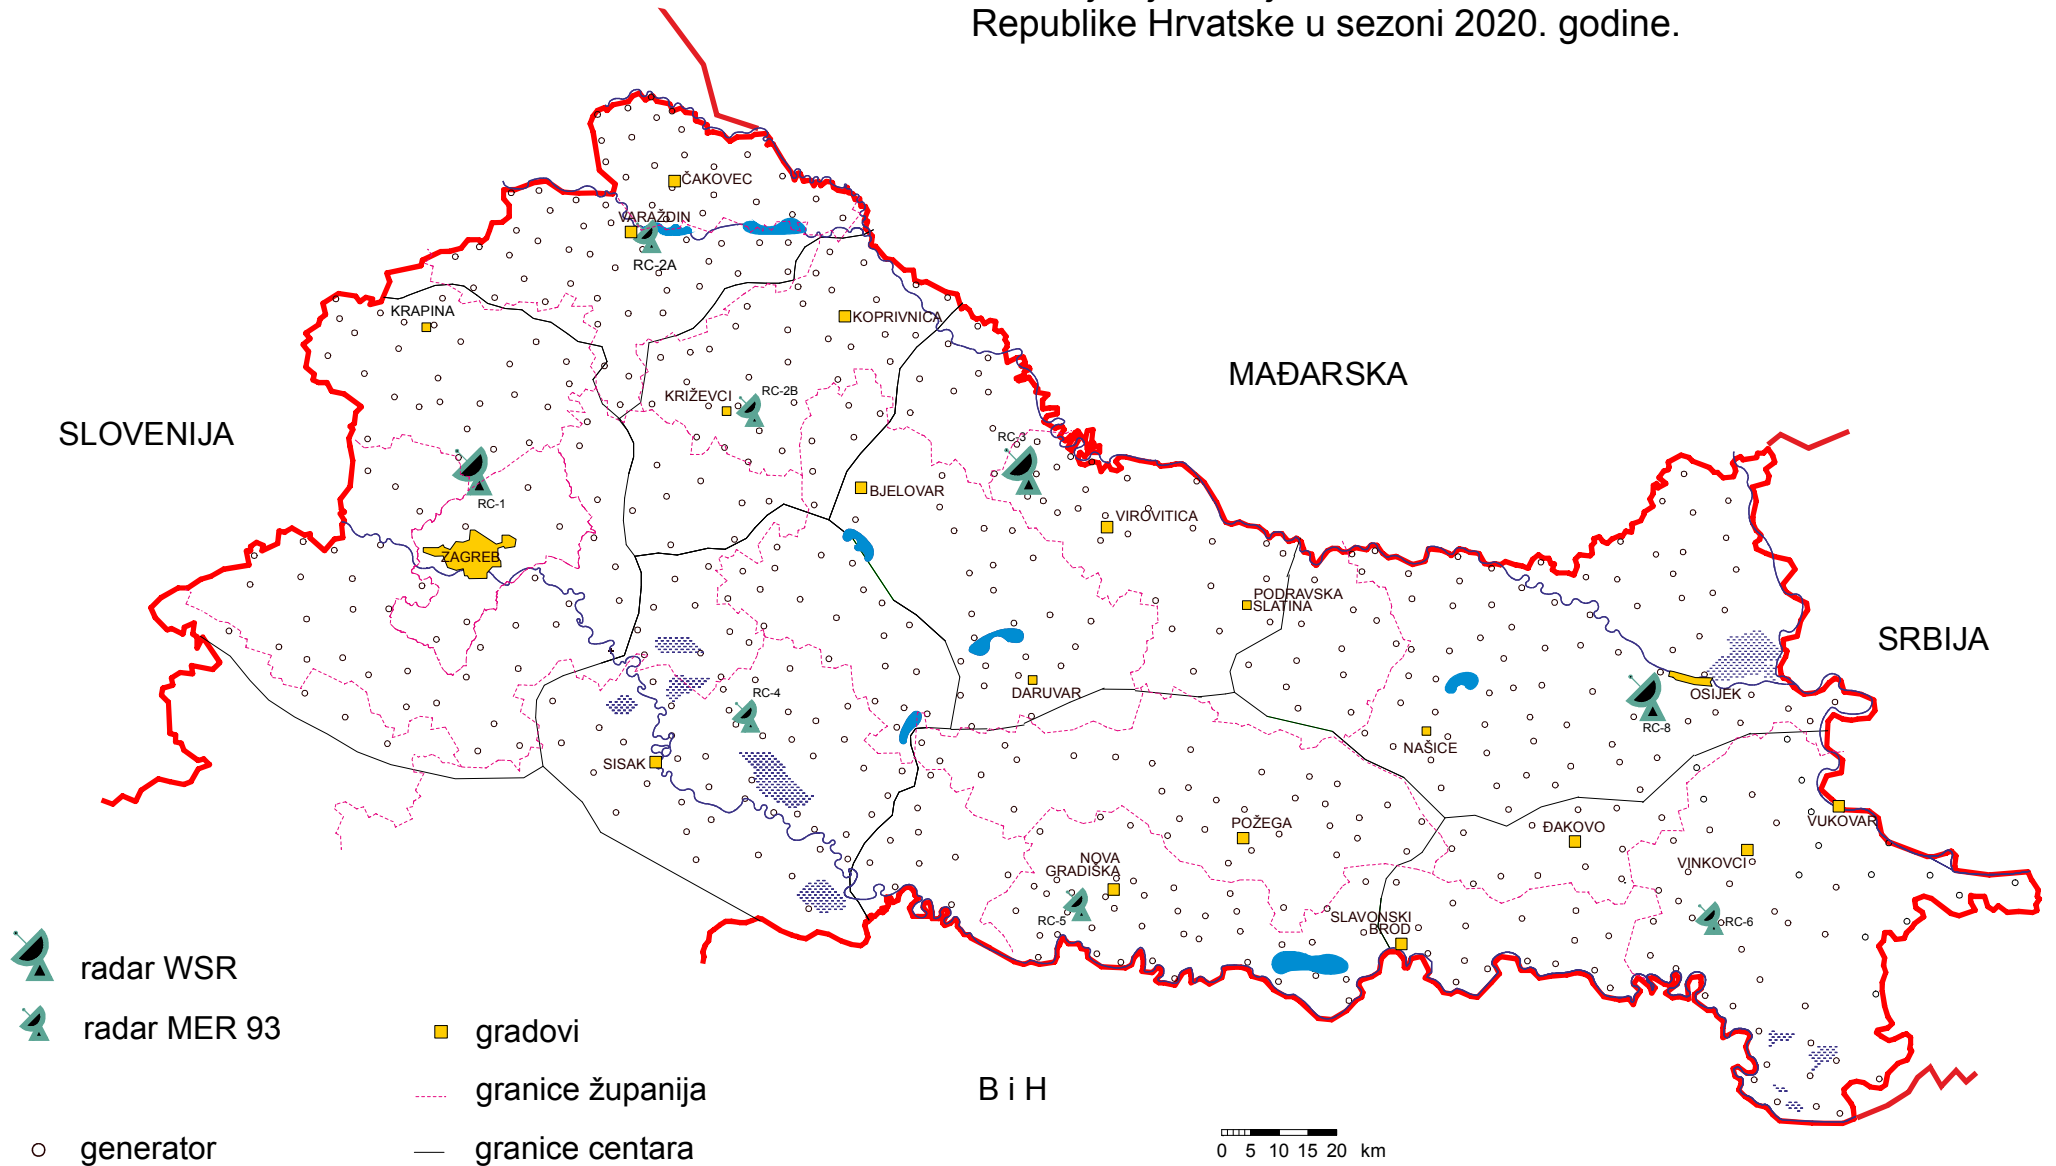 Republike Hrvatske u sezoni 2020. godine.
ČAKOVEC
VARAŽDIN
RC-2A
KRAPINA
KOPRIVNICA
MAĐARSKA
KRIŽEVCI
RC-2B
SLOVENIJA
RC-3
RC-1
BJELOVAR
VIROVITICA
ZAGREB
PODRAVSKA
SLATINA
SRBIJA
DARUVAR
RC-4
OSIJEK
RC-8
NAŠICE
SISAK
POŽEGA
ĐAKOVO
VUKOVAR
NOVA
GRADIŠKA
VINKOVCI
RC-5
SLAVONSKI
BROD
RC-6
radar WSR
radar MER 93
gradovi
granice županija
B i H
generator
granice centara
0 5 10 15 20 km